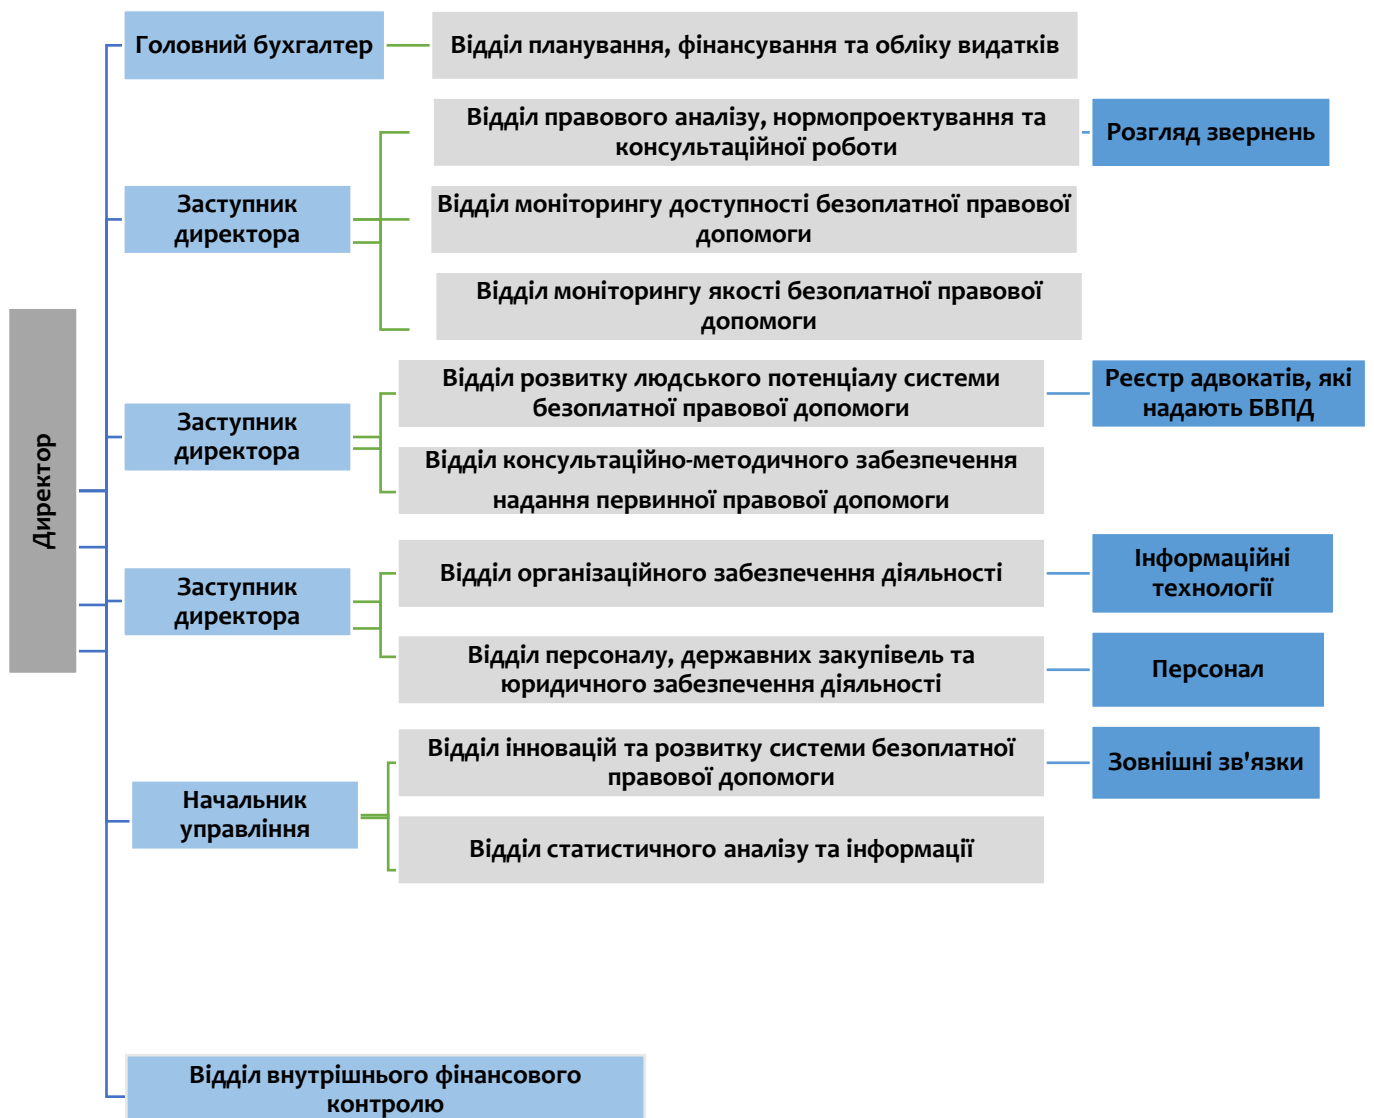 Директор
Головний бухгалтер
Відділ планування, фінансування та обліку видатків
Заступник
директора
Відділ правового аналізу, нормопроектування та
консультаційної роботи
Розгляд звернень
Відділ моніторингу доступності безоплатної правової
допомоги
Відділ моніторингу якості безоплатної правової
допомоги
Заступник
директора
Відділ розвитку людського потенціалу системи
безоплатної правової допомоги
Реєстр адвокатів, які
надають БВПД
Відділ консультаційно-методичного забезпечення
надання первинної правової допомоги
Заступник
директора
Відділ організаційного забезпечення діяльності
Інформаційні
технології
Відділ персоналу, державних закупівель та
юридичного забезпечення діяльності
Персонал
Начальник
управління
Відділ інновацій та розвитку системи безоплатної
правової допомоги
Зовнішні зв'язки
Відділ статистичного аналізу та інформації
Відділ внутрішнього фінансового
контролю